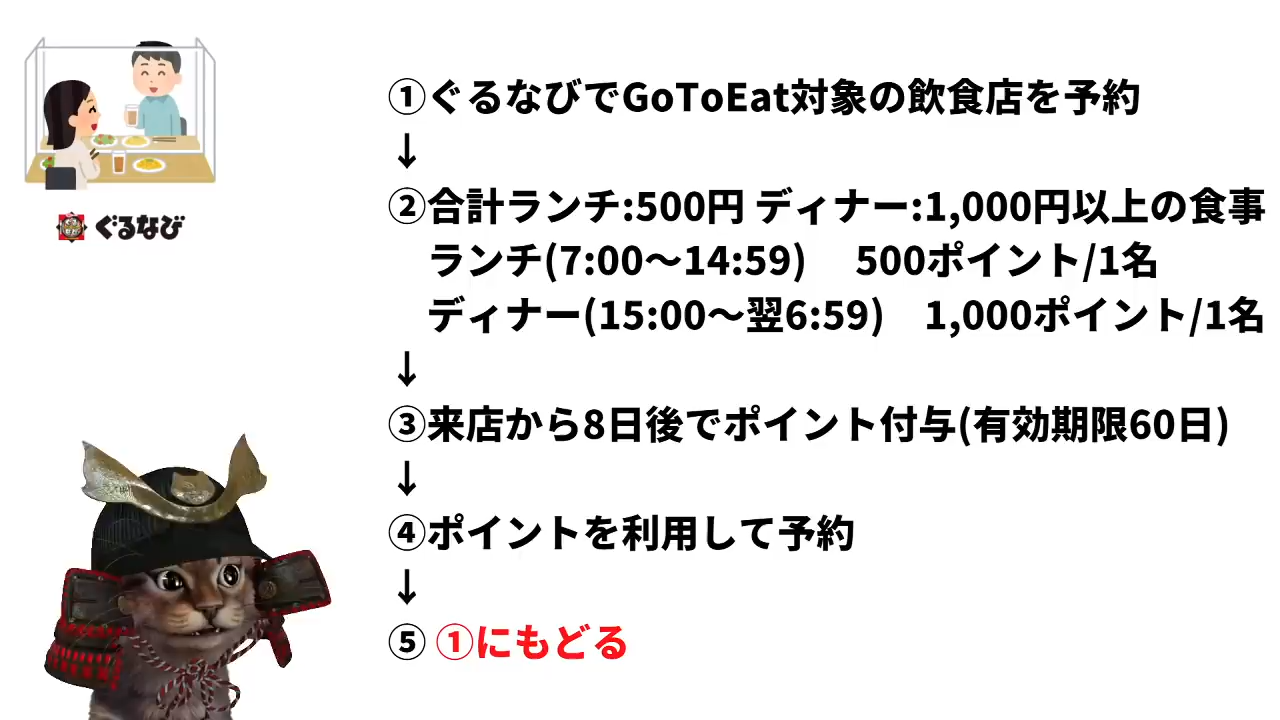 ぐるなび
①ぐるなびでGoToEat対象の飲食店を予約
↓
②合計ランチ:500円 ディナー:1,000円以上の食事
ランチ(7:00〜14:59)　500ポイント/1名
ディナー(15:00〜翌6:59)　1,000ポイント/1名
↓
③来店から8日後でポイント付与(有効期限60日)
↓
④ポイントを利用して予約
↓
⑤ ①にもどる